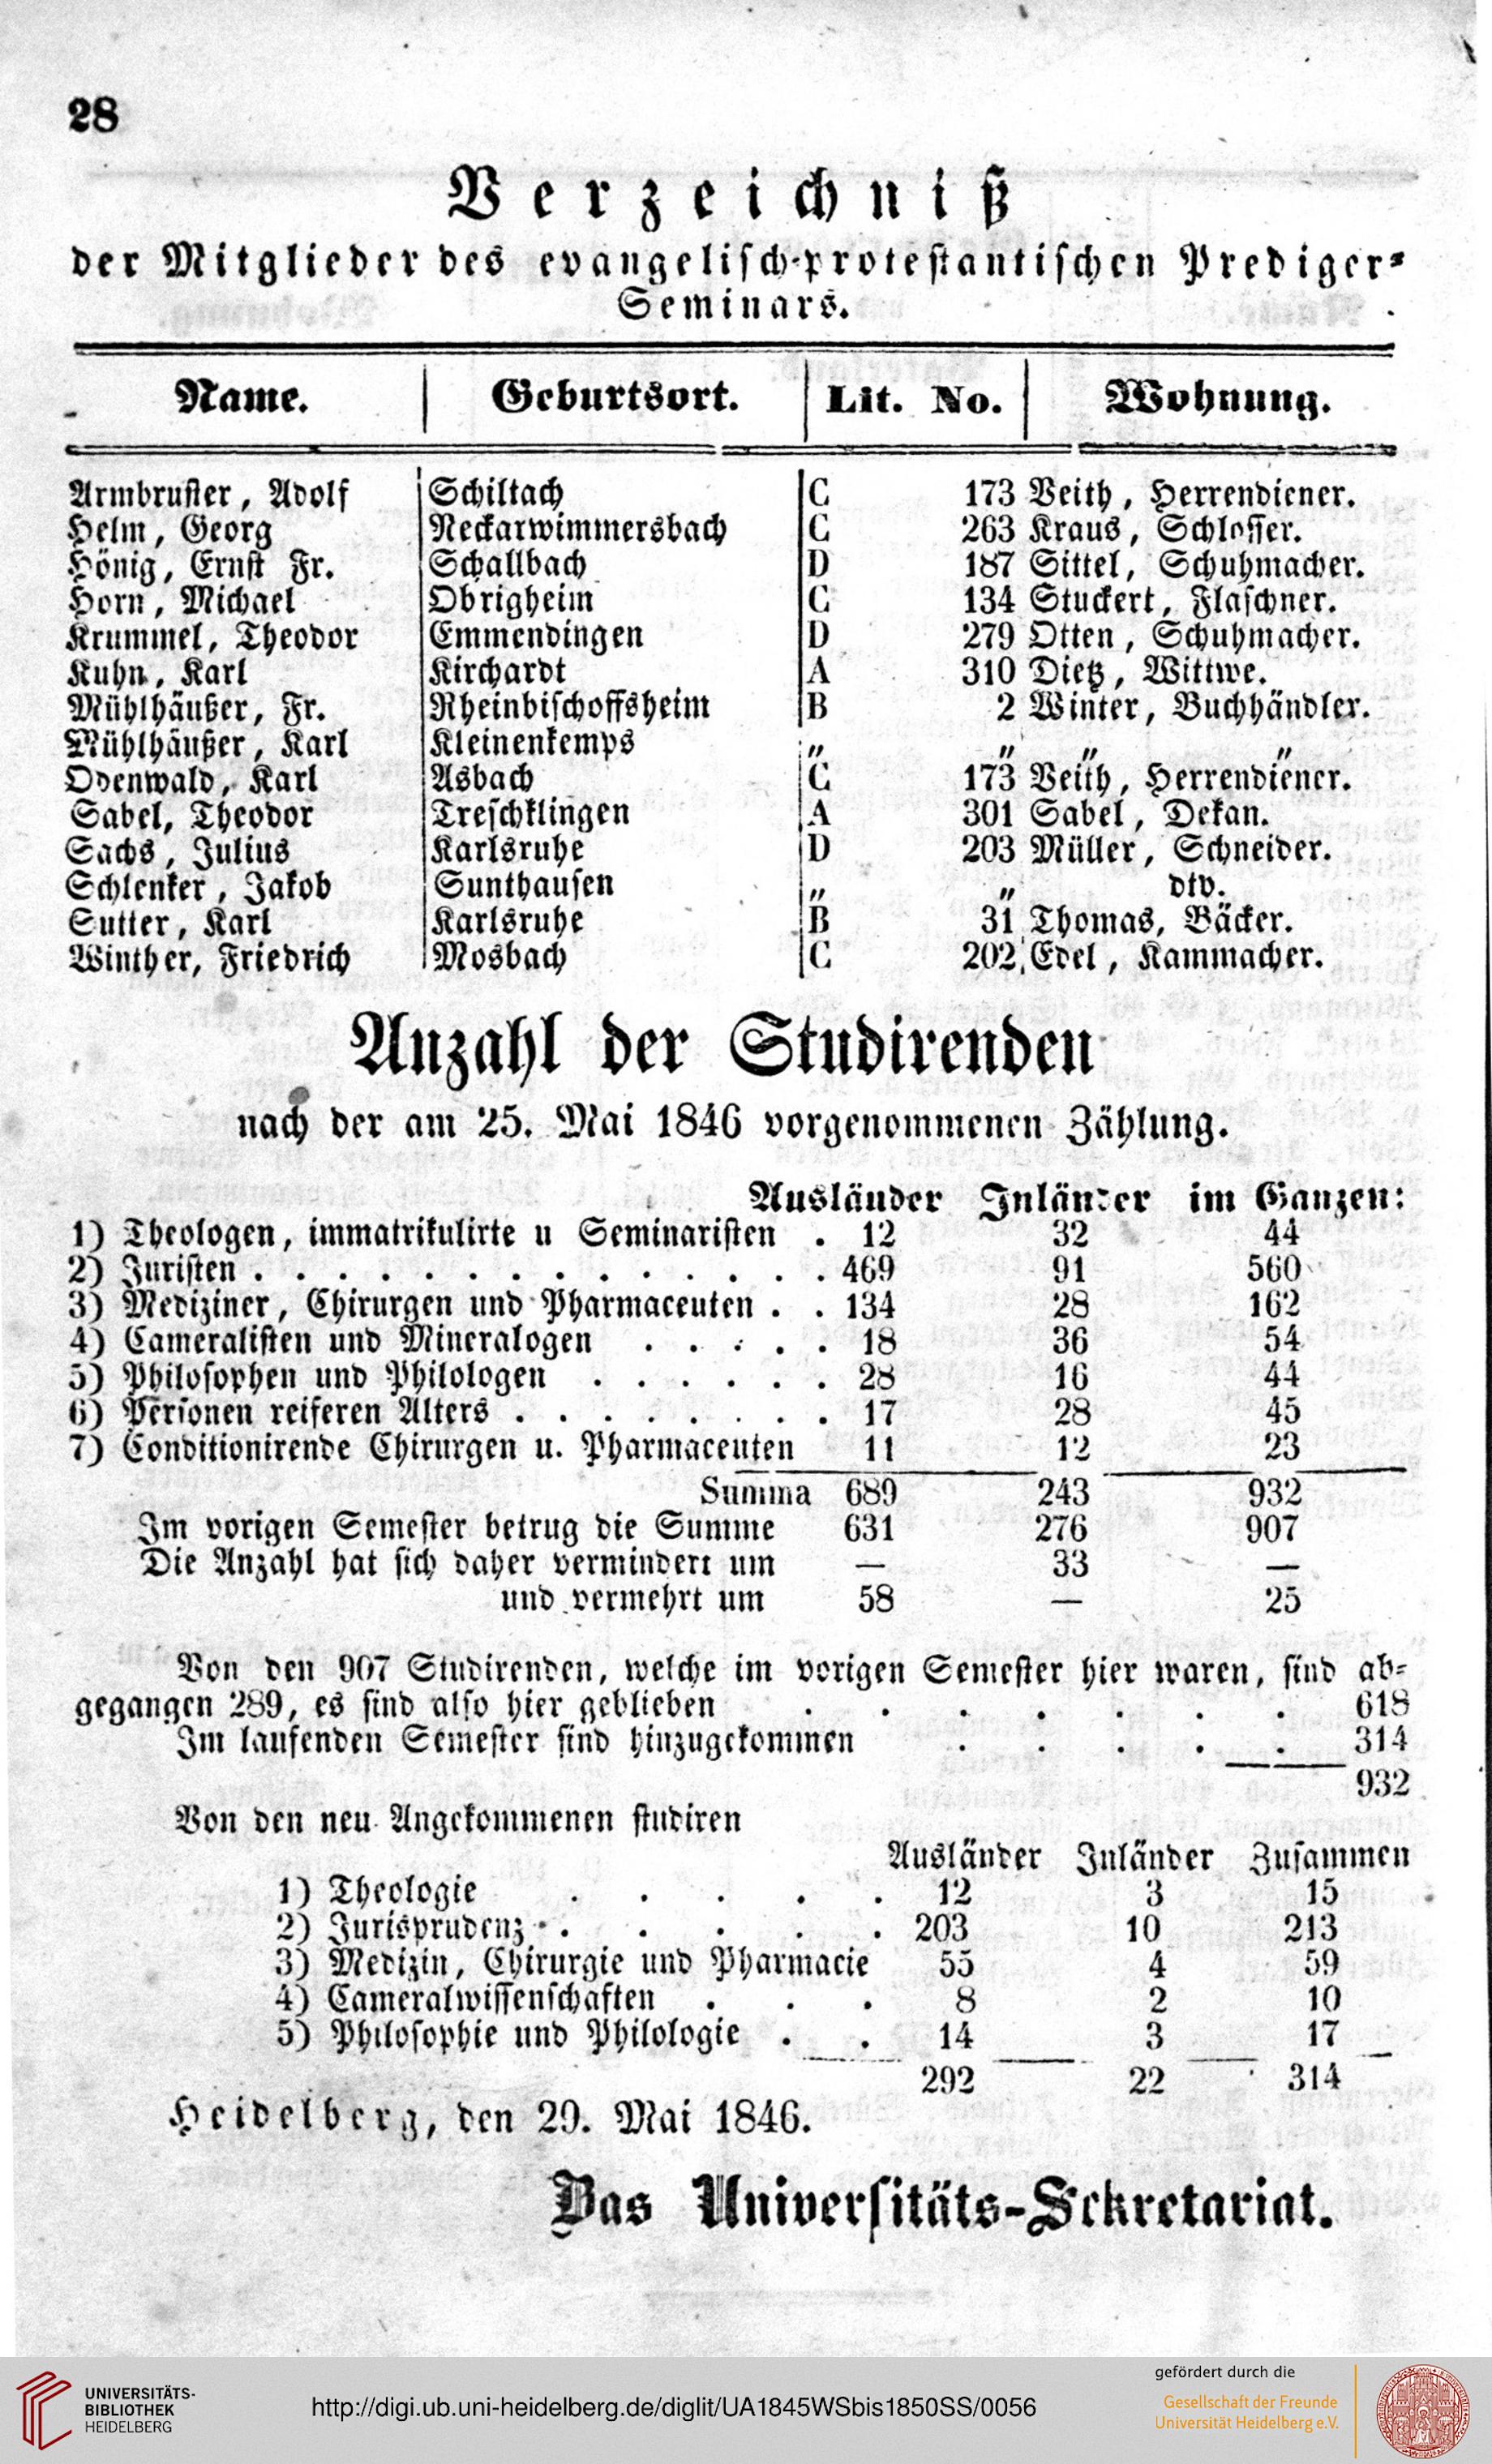 28
Verzeichniß
der Mitglieder des evangelisch-protestantischen Prediger-
Seminars.
Name. Geburtsort. Lit. No. Wohnung.
Armbruster, Adolf Schiltach C 173 Veith, Herrendiener.
Helm, Georg Neckarwimmersbach C 263 Kraus, Schlosser.
Hönig, Ernst Fr. Schallbach D 187 Sittel, Schuhmacher.
Horn, Michael Obrigheim C 134 Stuckert, Flaschner.
Krummel, Theodor Emmendingen D 279 Otten, Schuhmacher.
Kuhn, Karl Kirchardt A 310 Dietz, Wittwe.
Mühlhäußer, Fr. Rheinbischoffsheim B 2 Winter, Buchhändler.
Mühlhäußer, Karl Kleinenkemps " " " "
Odenwald, Karl Asbach C 173 Veith, Herrendiener.
Sabel, Theodor Treschklingen A 301 Sabel, Dekan.
Sachs, Julius Karlsruhe D 203 Müller, Schneider.
Schlenker, Jakob Sunthausen " " dto.
Sutter, Karl Karlsruhe B 31 Thomas, Bäcker.
Winther, Friedrich Mosbach C 202 Edel, Kammacher.
Anzahl der Studirenden
nach der am 25. Mai 1846 vorgenommenen Zählung.
Ausländer Inländer im Ganzen:
1) Theologen, immatrikulirte u Seminaristen . 12 32 44
2) Juristen . . . . . . . . . . . . . . 469 91 560
3) Mediziner, Chirurgen und Pharmaceuten . . 134 28 162
4) Cameralisten und Mineralogen . . . . . 18 36 54
5) Philosophen und Philologen . . . . . . 28 16 44
6) Personen reiferen Alters . . . . . . . . 17 28 45
7) Conditionirende Chirurgen u. Pharmaceuten 11 12 23
Summa 689 243 932
Im vorigen Semester betrug die Summe 631 276 907
Die Anzahl hat sich daher vermindert um — 33 —
und vermehrt um 58 — 25
Von den 907 Studirenden, welche im vorigen Semester hier waren, sind ab-
gegangen 289, es sind also hier geblieben . . . . . . . 618
Im laufenden Semester sind hinzugekommen . . . . . 314
932
Von den neu Angekommenen studiren
Ausländer Inländer Zusammen
1) Theologie . . . . . 12 3 15
2) Jurisprudenz . . . . . 203 10 213
3) Medizin, Chirurgie und Pharmacie 55 4 59
4) Cameralwissenschaften . . . 8 2 10
5) Philosophie und Philologie . . 14 3 17
292 22 314
Heidelberg, den 29. Mai 1846.
Das Universitäts-Sekretariat.
UNIVERSITÄTS-
BIBLIOTHEK
HEIDELBERG
http://digi.ub.uni-heidelberg.de/diglit/UA1845WSbis1850SS/0056
gefördert durch die
Gesellschaft der Freunde
Universität Heidelberg e.V.